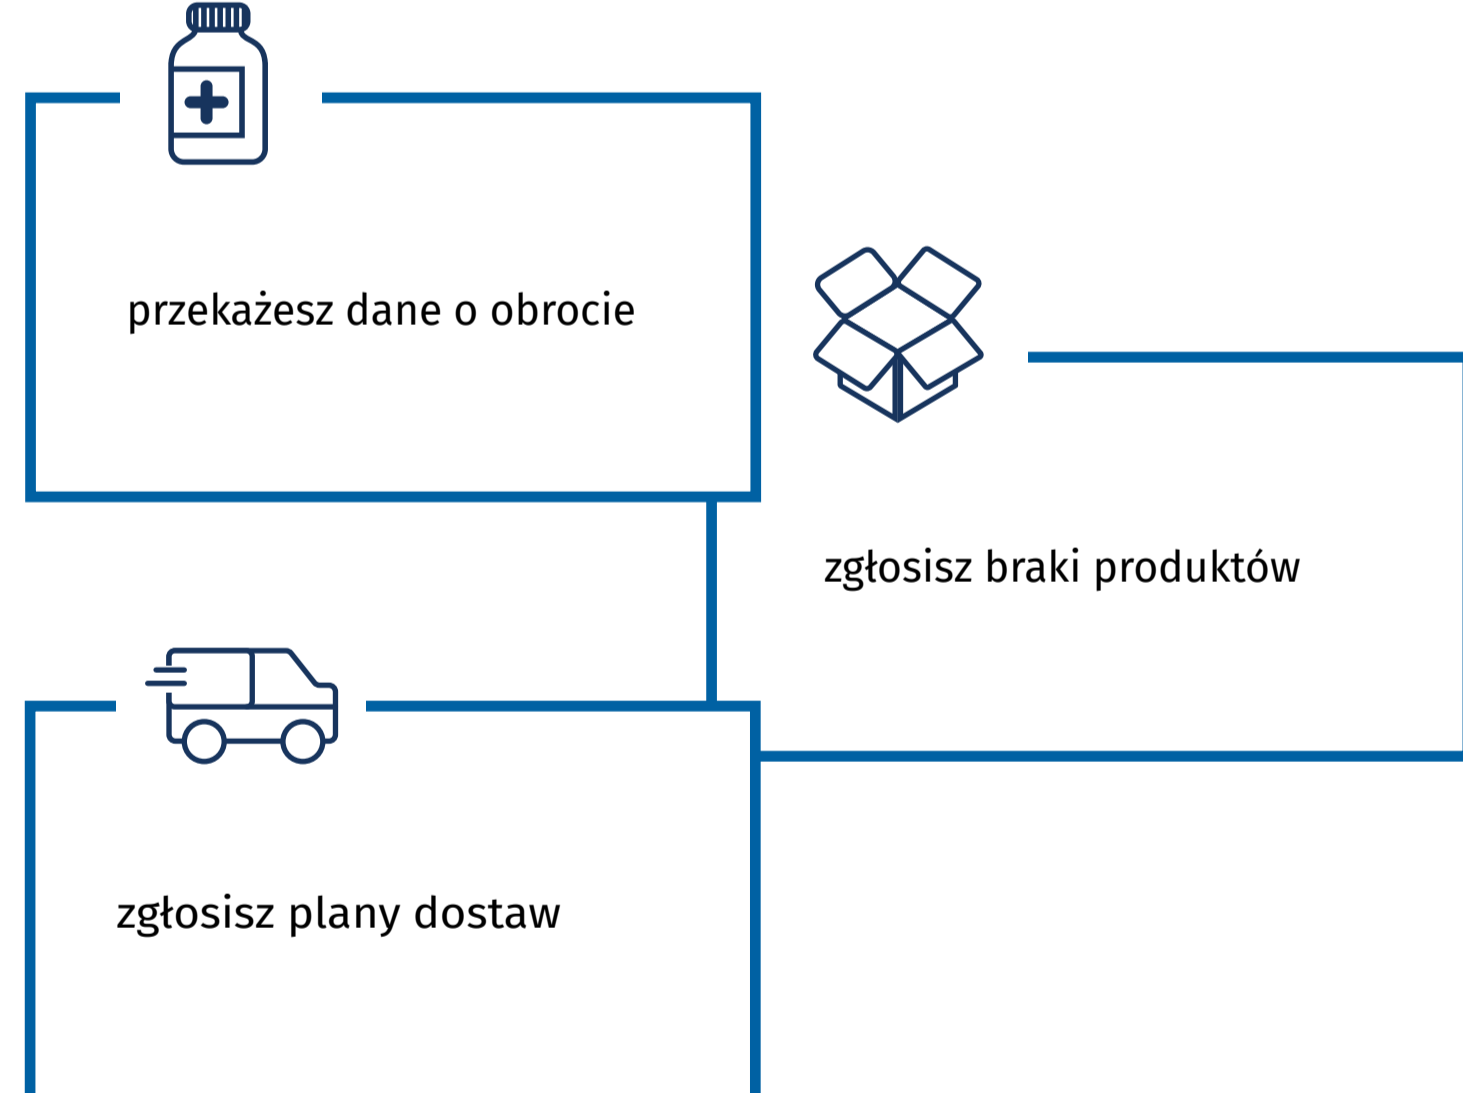 przekażesz dane o obrocie
zgłosisz braki produktów
zgłosisz plany dostaw